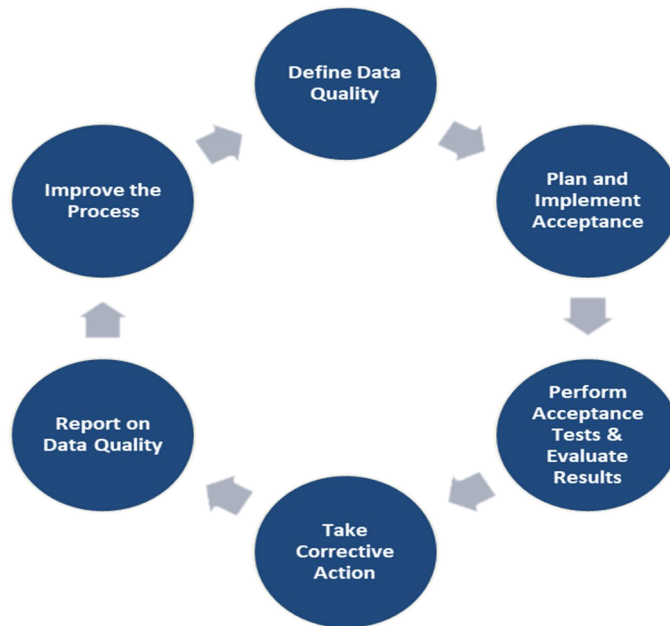 Define Data
Quality
Plan and
Implement
Acceptance
Perform
Acceptance
Tests &
Evaluate
Results
Take
Corrective
Action
Report on
Data Quality
Improve the
Process